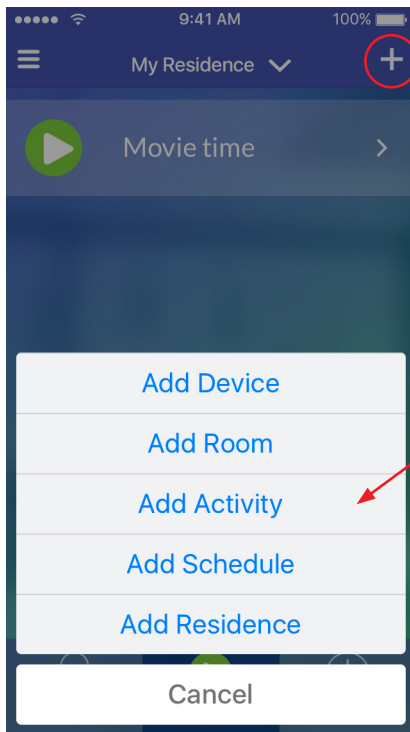 9:41 AM
100%
My Residence
Movie time
Add Device
Add Room
Add Activity
Add Schedule
Add Residence
Cancel